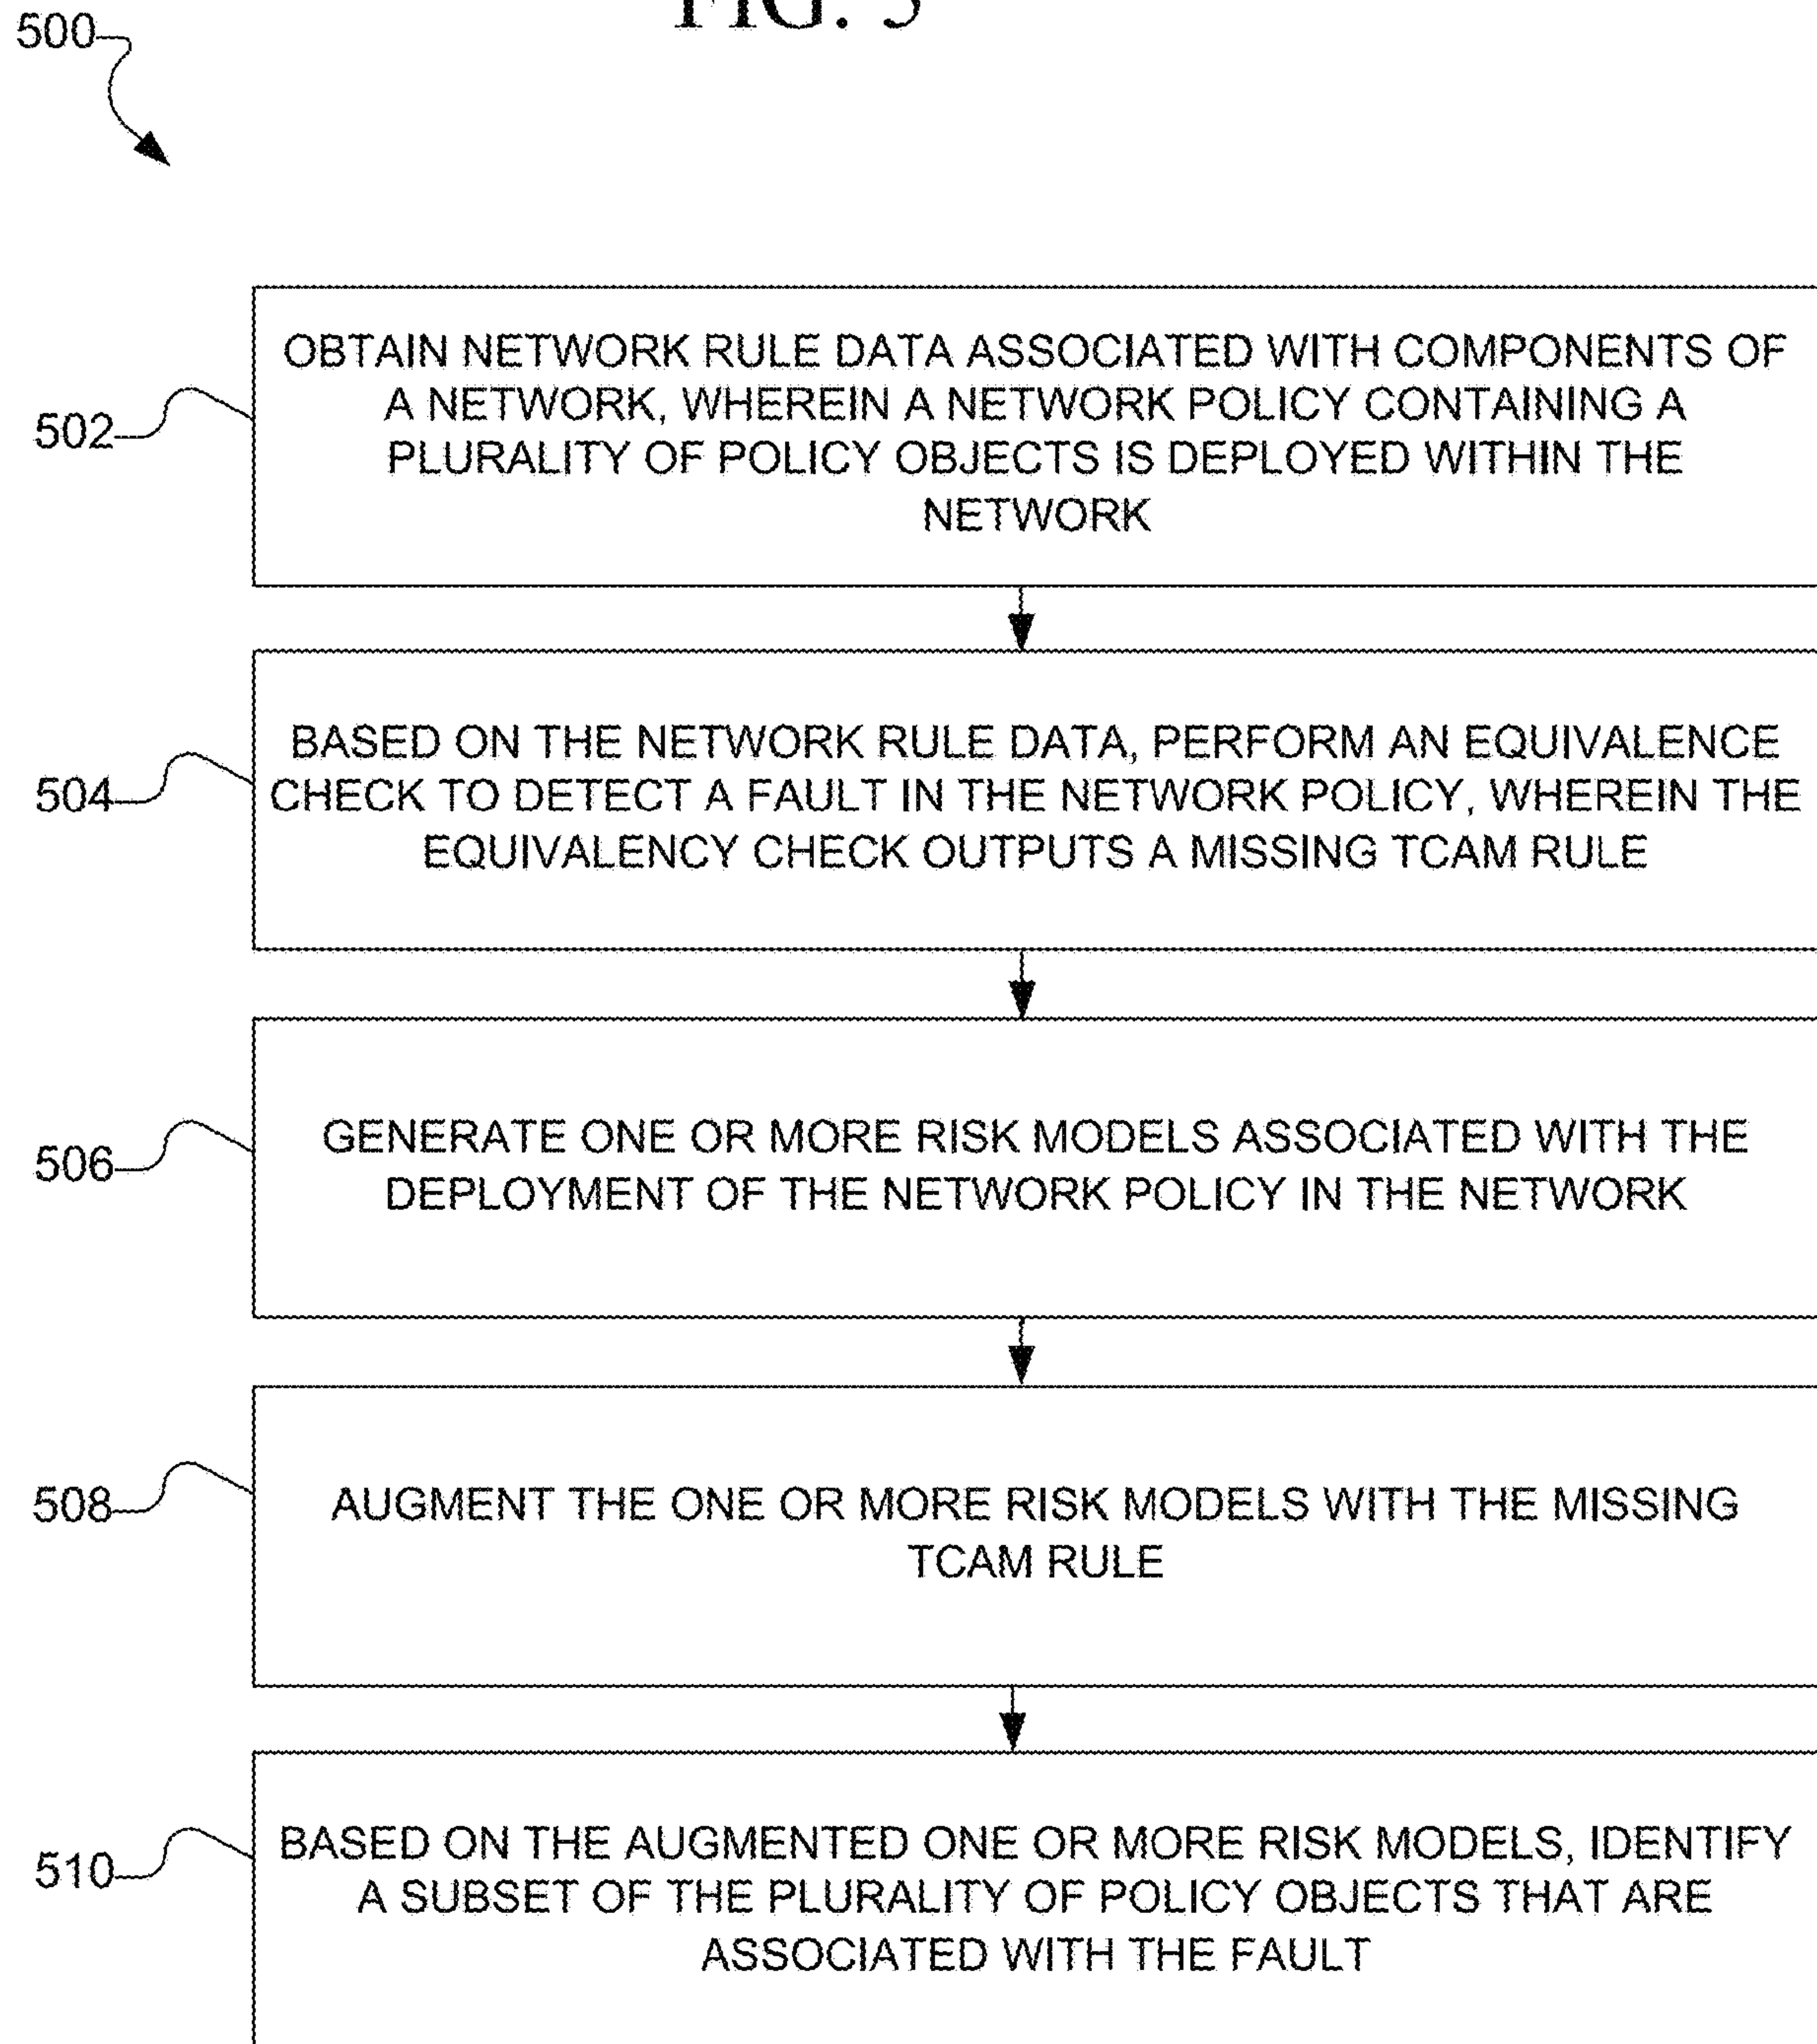 FIG. 5
500
OBTAIN NETWORK RULE DATA ASSOCIATED WITH COMPONENTS OF
A NETWORK, WHEREIN A NETWORK POLICY CONTAINING A
PLURALITY OF POLICY OBJECTS IS DEPLOYED WITHIN THE
NETWORK
502
BASED ON THE NETWORK RULE DATA, PERFORM AN EQUIVALENCE
CHECK TO DETECT A FAULT IN THE NETWORK POLICY, WHEREIN THE
EQUIVALENCY CHECK OUTPUTS A MISSING TCAM RULE
504
GENERATE ONE OR MORE RISK MODELS ASSOCIATED WITH THE
DEPLOYMENT OF THE NETWORK POLICY IN THE NETWORK
506
AUGMENT THE ONE OR MORE RISK MODELS WITH THE MISSING
TCAM RULE
508
BASED ON THE AUGMENTED ONE OR MORE RISK MODELS, IDENTIFY
A SUBSET OF THE PLURALITY OF POLICY OBJECTS THAT ARE
ASSOCIATED WITH THE FAULT
510